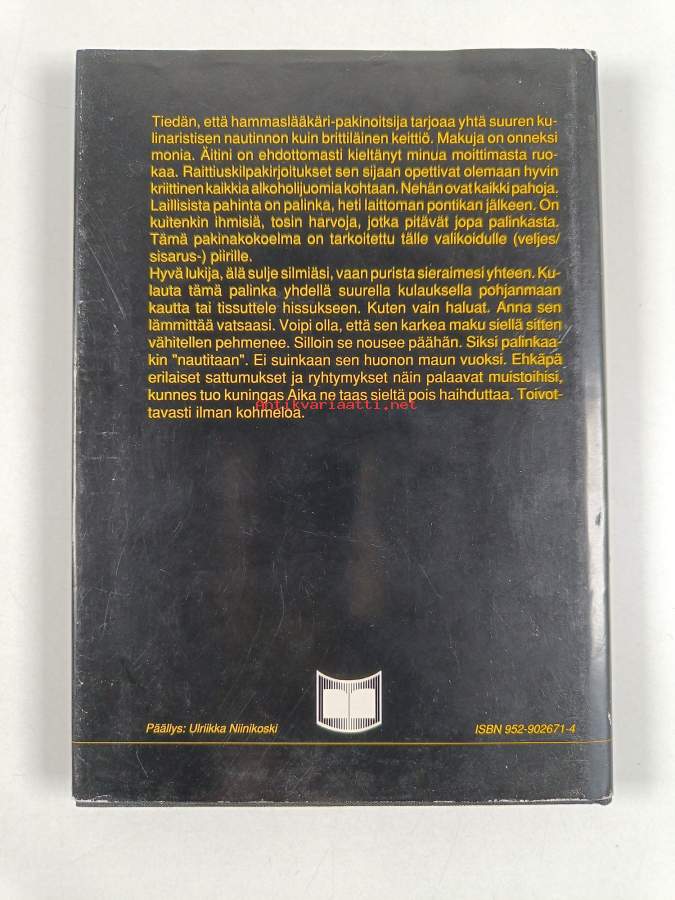 Tiedän, että hammaslääkäri-pakinoitsija tarjoaa yhtä suuren ku-
linaristisen nautinnon kuin brittiläinen keittiö. Makuja on onneksi
monia. Äitini on ehdottomasti kieltänyt minua moittimasta ruo-
kaa. Raittiuskilpakirjoitukset sen sijaan opettivat olemaan hyvin
kriittinen kaikkia alkoholijuomia kohtaan. Nehän ovat kaikki pahoja.
Laillisista pahinta on palinka, heti laittoman pontikan jälkeen. On
kuitenkin ihmisiä, tosin harvoja, jotka pitävät jopa palinkasta.
Tämä pakinakokoelma on tarkoitettu tälle valikoidulle (veljes/
sisarus-) piirille.
Hyvä lukija, älä sulje silmiäsi, vaan purista sieraimesi yhteen. Ku-
lauta tämä palinka yhdellä suurella kulauksella pohjanmaan
kautta tai tissuttele hissukseen. Kuten vain haluat. Anna sen
lämmittää vatsaasi. Voipi olla, että sen karkea maku siellä sitten
vähitellen pehmenee. Silloin se nousee päähän. Siksi palinkaa-
kin "nautitaan". Ei suinkaan sen huonon maun vuoksi. Ehkäpä
erilaiset sattumukset ja ryhtymykset näin palaavat muistoihisi,
kunnes tuo kuningas Aika ne taas sieltä pois haihduttaa. Toivot-
tavasti ilman kohmeloa.
Antikvariaatti.net
Päällys: Ulriikka Niinikoski
ISBN 952-902671-4